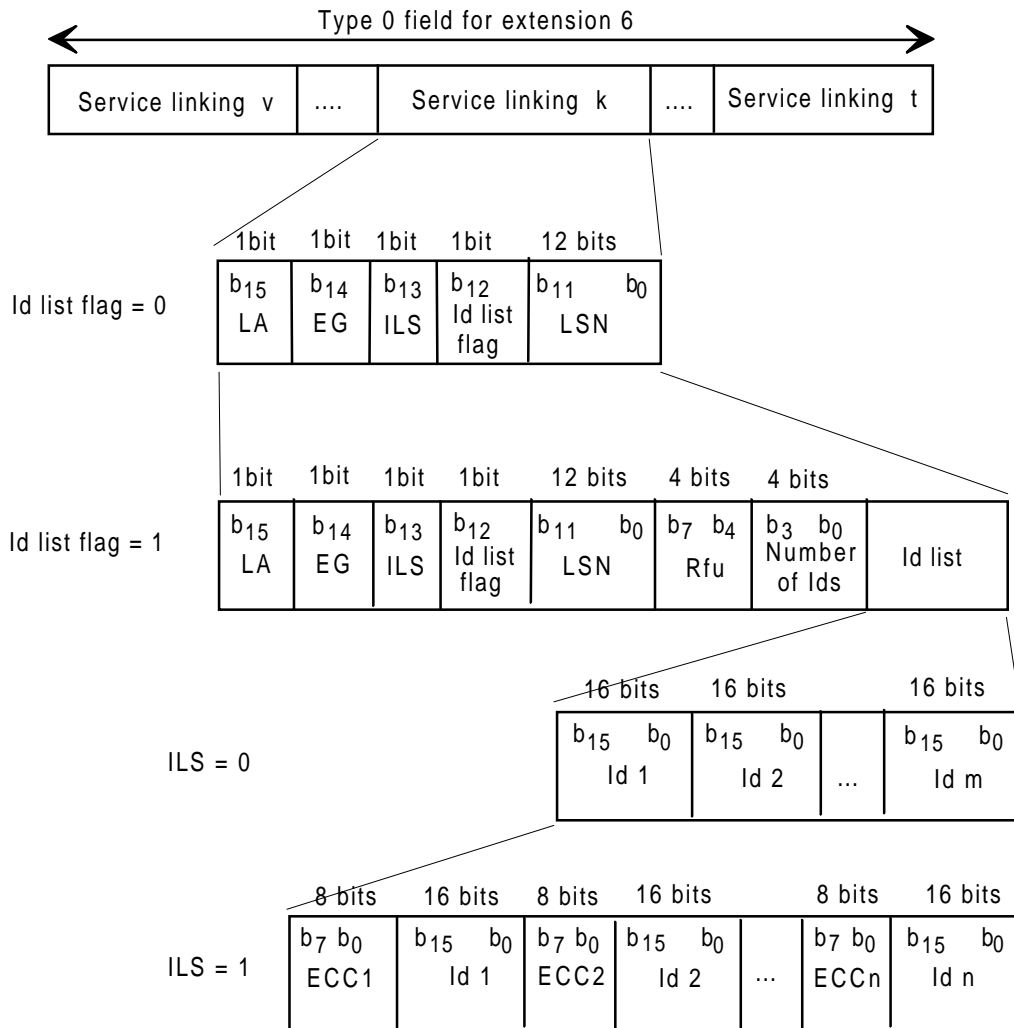 Type 0 field for extension 6
Service linking v .... Service linking k .... Service linking t
1bit 1bit 1bit 1bit 12 bits
Id list flag = 0
b15 b14 b13 b12 b11 b0
LA EG ILS Id list flag LSN
1bit 1bit 1bit 1bit 12 bits 4 bits 4 bits
Id list flag = 1
b15 b14 b13 b12 b11 b0 b7 b4 b3 b0
LA EG ILS Id list flag LSN Rfu Number of Ids Id list
16 bits 16 bits 16 bits
ILS = 0
b15 b0 b15 b0 b15 b0
Id 1 Id 2 ... Id m
8 bits 16 bits 8 bits 16 bits 8 bits 16 bits
ILS = 1
b7 b0 b15 b0 b7 b0 b15 b0 b7 b0 b15 b0
ECC1 Id 1 ECC2 Id 2 ... ECCn Id n